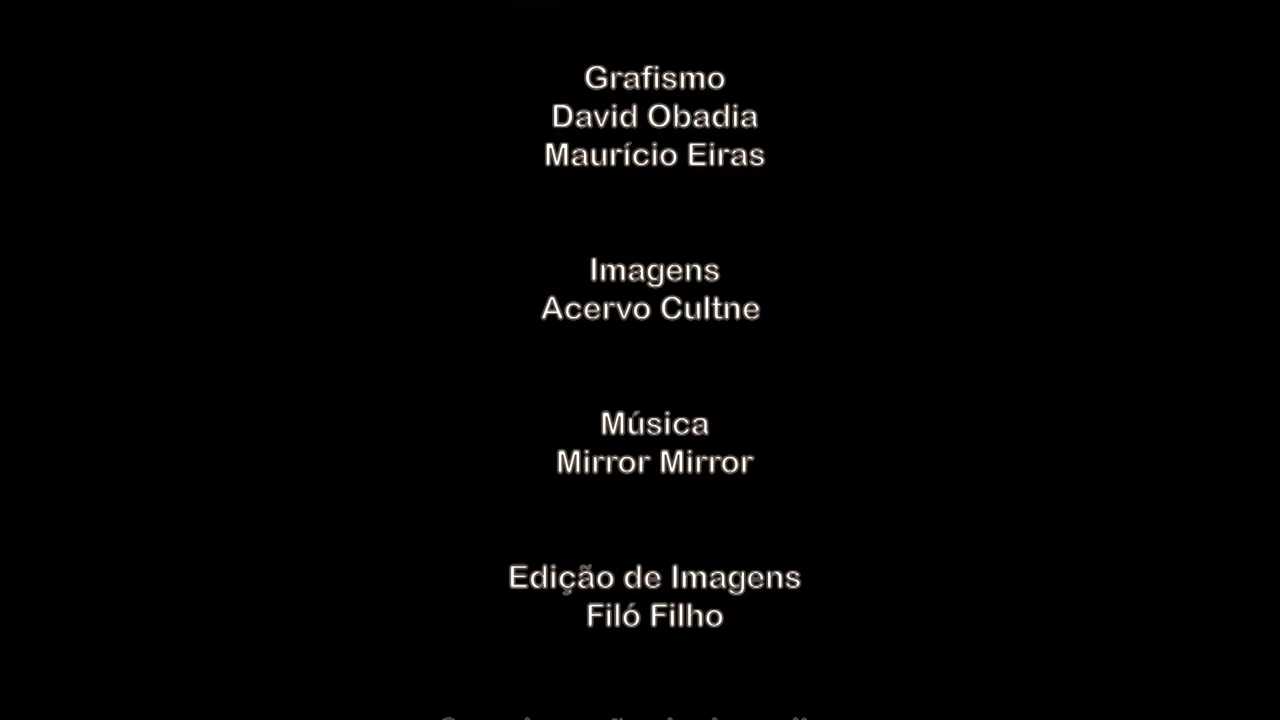 Grafismo
David Obadia
Maurício Eiras
Imagens
Acervo Cultne
Música
Mirror Mirror
Edição de Imagens
Filó Filho